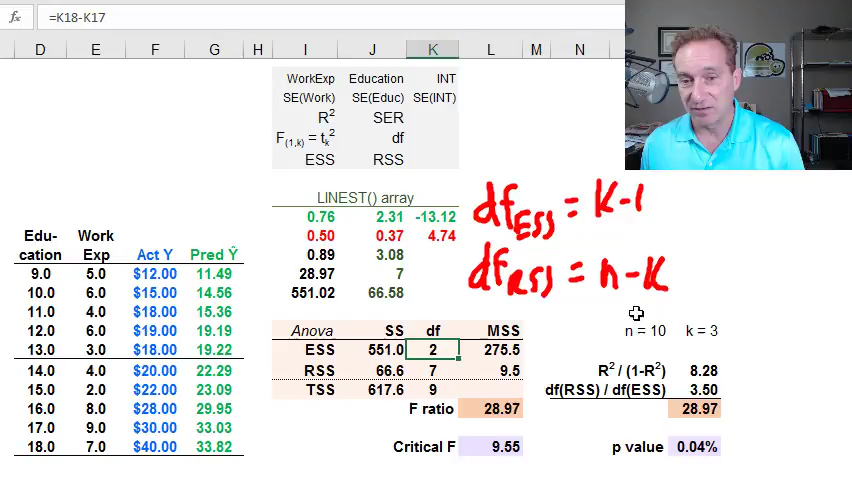 fx =K18-K17
D E F G H I J K L M N
WorkExp Education INT
SE(Work) SE(Educ) SE(INT)
R² SER
F(1,k) = tk² df
ESS RSS
LINEST() array
0.76 2.31 -13.12
0.50 0.37 4.74
0.89 3.08
28.97 7
551.02 66.58
dfESS = K-1
dfRSS = n-K
Edu- Work
cation Exp Act Y Pred Ŷ
9.0 5.0 $12.00 11.49
10.0 6.0 $15.00 14.56
11.0 4.0 $18.00 15.36
12.0 6.0 $19.00 19.19
13.0 3.0 $18.00 19.22
14.0 4.0 $20.00 22.29
15.0 2.0 $22.00 23.09
16.0 8.0 $28.00 29.95
17.0 9.0 $30.00 33.03
18.0 7.0 $40.00 33.82
Anova SS df MSS
ESS 551.0 2 275.5
RSS 66.6 7 9.5
TSS 617.6 9
F ratio 28.97
Critical F 9.55
n = 10 k = 3
R² / (1-R²) 8.28
df(RSS) / df(ESS) 3.50
28.97
p value 0.04%